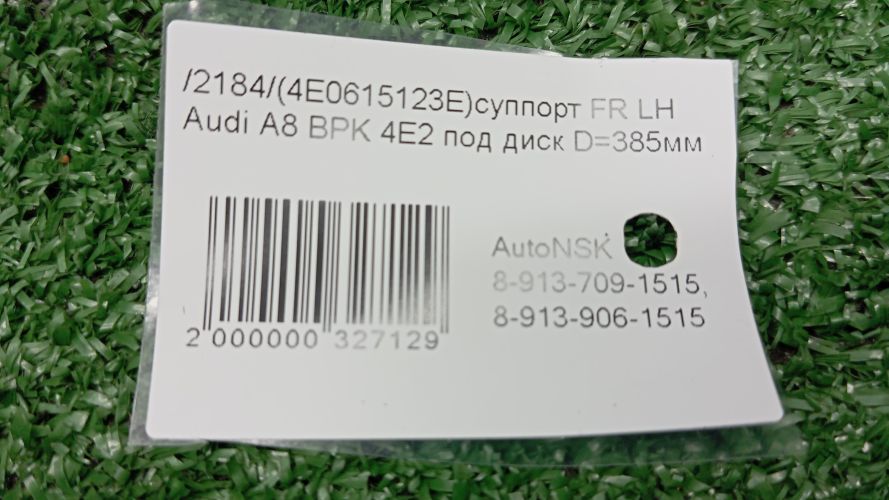 /2184/(4E0615123E)суппорт FR LH
Audi A8 BPK 4E2 под диск D=385мм
AutoNSK
8-913-709-1515,
8-913-906-1515
2 000000 327129